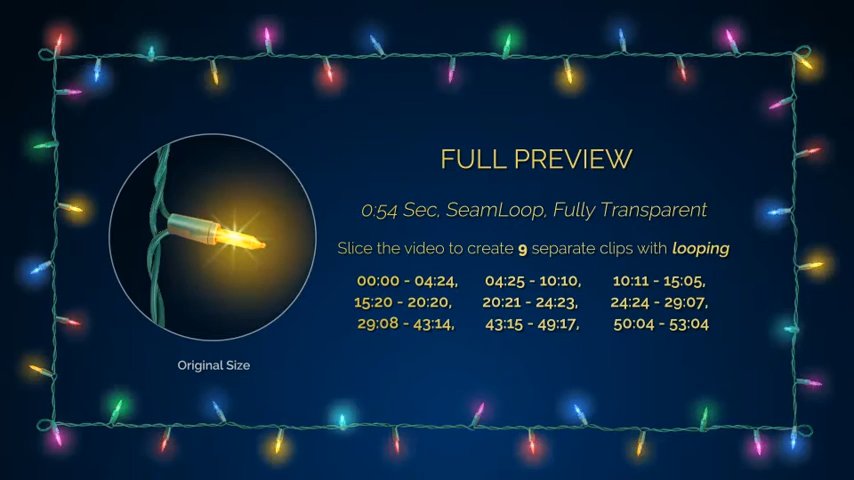 FULL PREVIEW
0:54 Sec, SeamLoop, Fully Transparent
Slice the video to create 9 separate clips with looping
00:00 - 04:24, 04:25 - 10:10, 10:11 - 15:05,
15:20 - 20:20, 20:21 - 24:23, 24:24 - 29:07,
29:08 - 43:14, 43:15 - 49:17, 50:04 - 53:04
Original Size